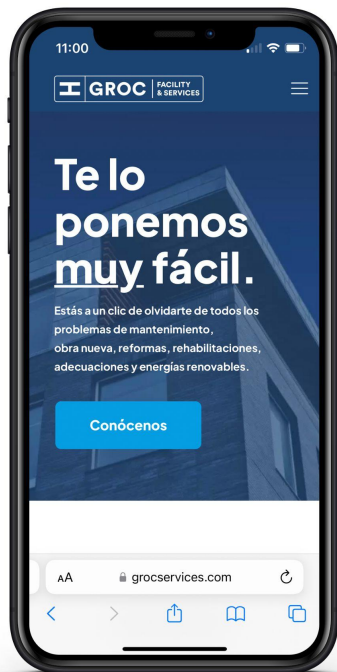 11:00
GROC FACILITY
& SERVICES
Te lo
ponemos
muy fácil.
Estás a un clic de olvidarte de todos los
problemas de mantenimiento,
obra nueva, reformas, rehabilitaciones,
adecuaciones y energías renovables.
Conócenos
AA grocservices.com